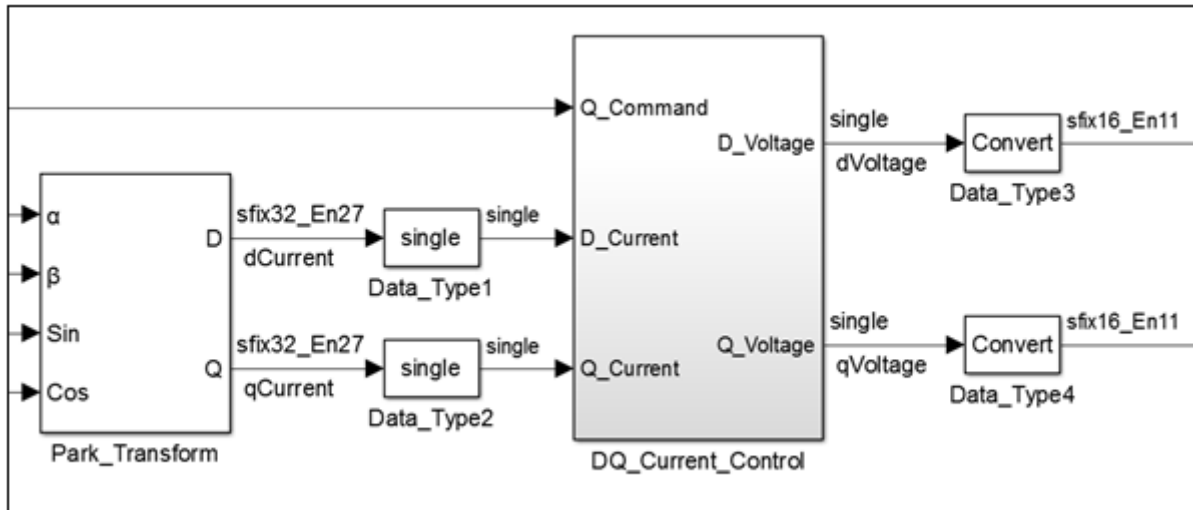 Q_Command
D_Voltage
single
dVoltage
Convert
Data_Type3
sfix16_En11
α
β
Sin
Cos
D
Q
Park_Transform
sfix32_En27
dCurrent
single
Data_Type1
single
D_Current
sfix32_En27
qCurrent
single
Data_Type2
single
Q_Current
Q_Voltage
single
qVoltage
Convert
Data_Type4
sfix16_En11
DQ_Current_Control